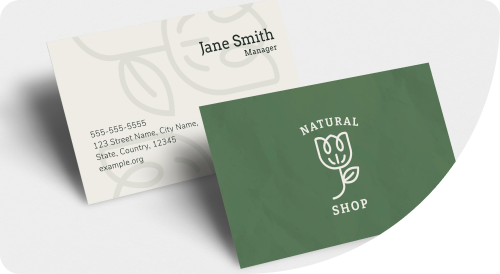 Jane Smith
Manager
555-555-5555
123 Street Name, City Name,
State, Country, 12345
example.org
NATURAL
SHOP